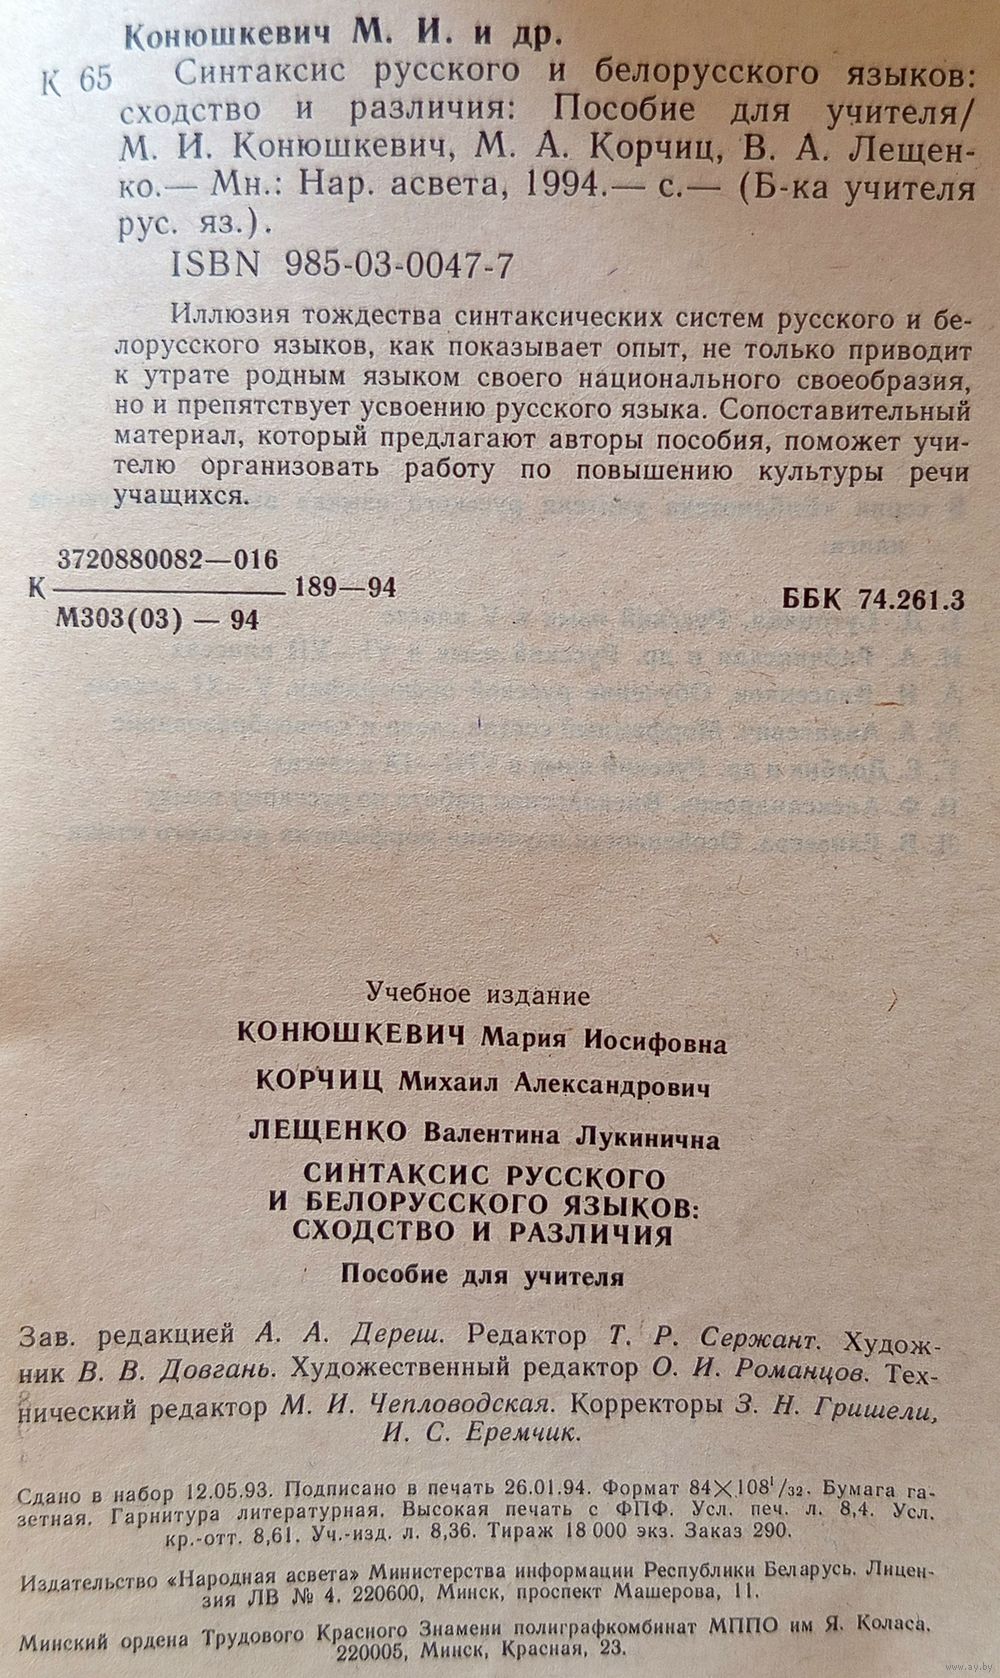 Конюшкевич М. И. и др.
К 65 Синтаксис русского и белорусского языков:
сходство и различия: Пособие для учителя/
М. И. Конюшкевич, М. А. Корчиц, В. А. Лещен-
ко.— Мн.: Нар. асвета, 1994.— с.— (Б-ка учителя
рус. яз.).
ISBN 985-03-0047-7
Иллюзия тождества синтаксических систем русского и бе-
лорусского языков, как показывает опыт, не только приводит
к утрате родным языком своего национального своеобразия,
но и препятствует усвоению русского языка. Сопоставительный
материал, который предлагают авторы пособия, поможет учи-
телю организовать работу по повышению культуры речи
учащихся.
3720880082—016
К 189—94
М303(03) — 94
ББК 74.261.3
Учебное издание
КОНЮШКЕВИЧ Мария Иосифовна
КОРЧИЦ Михаил Александрович
ЛЕЩЕНКО Валентина Лукинична
СИНТАКСИС РУССКОГО
И БЕЛОРУССКОГО ЯЗЫКОВ:
СХОДСТВО И РАЗЛИЧИЯ
Пособие для учителя
Зав. редакцией А. А. Дереш. Редактор Т. Р. Сержант. Худож-
ник В. В. Довгань. Художественный редактор О. И. Романцов. Тех-
нический редактор М. И. Чепловодская. Корректоры З. Н. Гришели,
И. С. Еремчик.
Сдано в набор 12.05.93. Подписано в печать 26.01.94. Формат 84×108¹/₃₂. Бумага га-
зетная. Гарнитура литературная. Высокая печать с ФПФ. Усл. печ. л. 8,4. Усл.
кр.-отт. 8,61. Уч.-изд. л. 8,36. Тираж 18 000 экз. Заказ 290.
Издательство «Народная асвета» Министерства информации Республики Беларусь. Лицен-
зия ЛВ № 4. 220600, Минск, проспект Машерова, 11.
Минский ордена Трудового Красного Знамени полиграфкомбинат МППО им Я. Коласа.
220005, Минск, Красная, 23.
www.ay.by